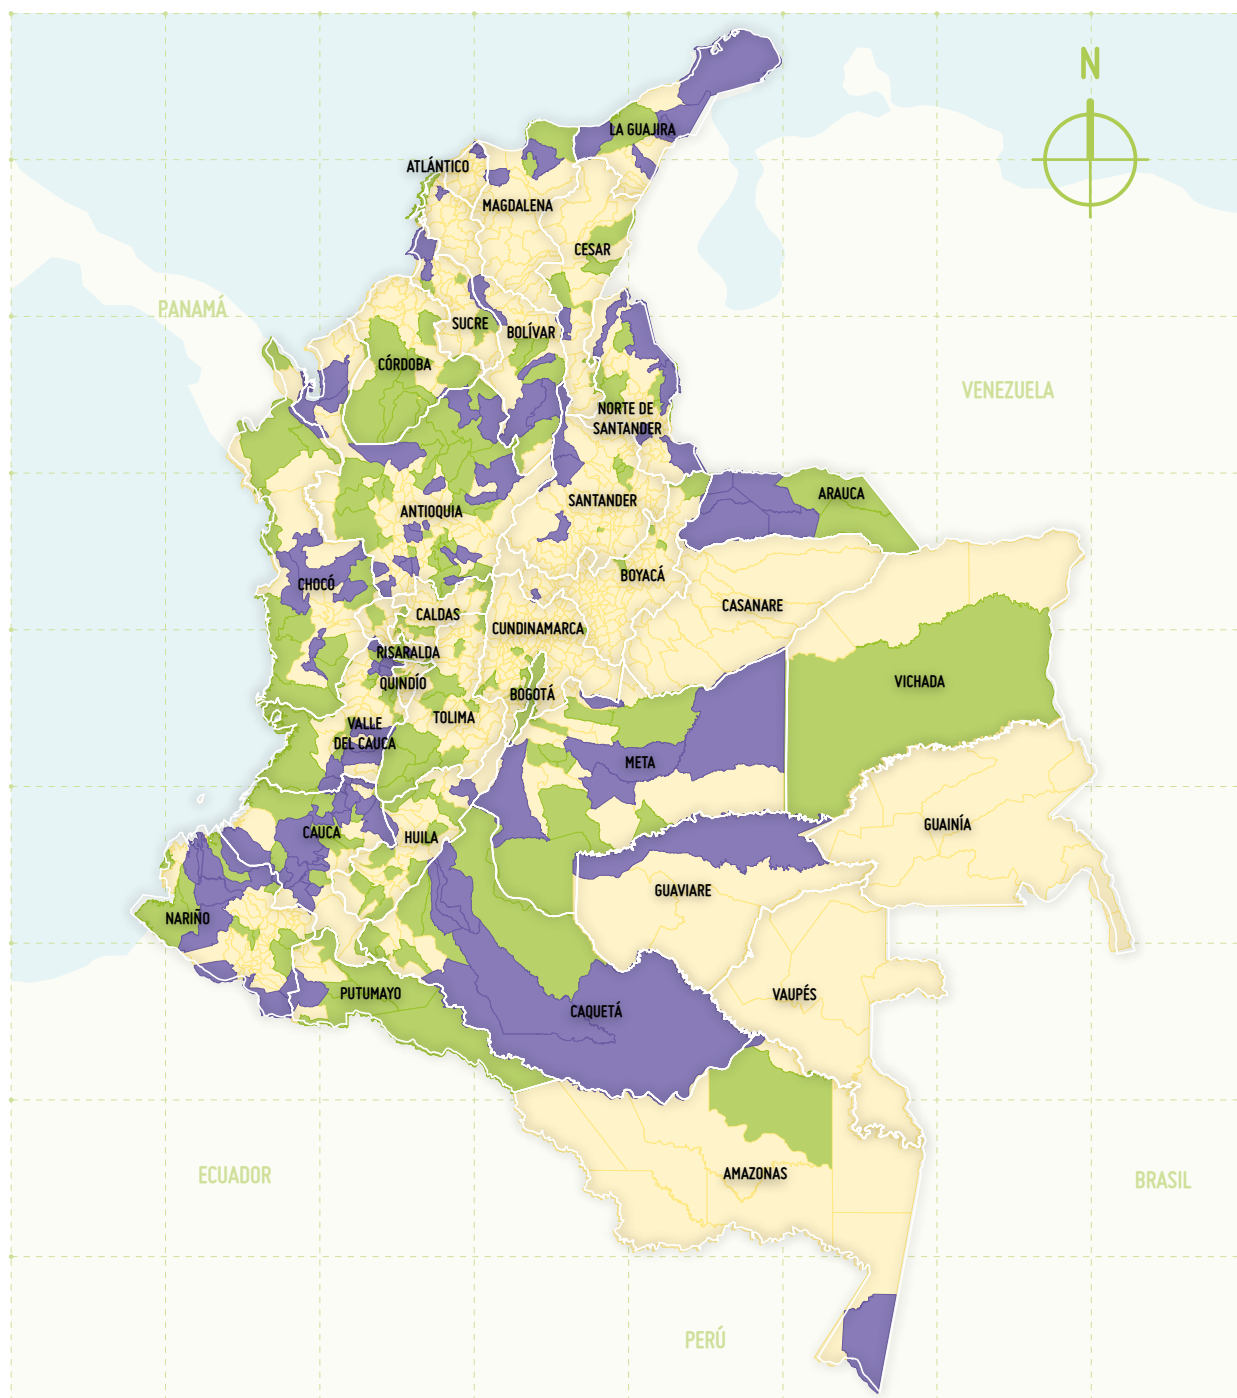 N
LA GUAJIRA
ATLÁNTICO
MAGDALENA
CESAR
PANAMÁ
SUCRE
BOLÍVAR
CÓRDOBA
VENEZUELA
NORTE DE
SANTANDER
ARAUCA
SANTANDER
ANTIOQUIA
BOYACÁ
CHOCÓ
CASANARE
CALDAS
CUNDINAMARCA
RISARALDA
VICHADA
QUINDÍO
BOGOTÁ
TOLIMA
VALLE
DEL CAUCA
META
GUAINÍA
CAUCA
HUILA
GUAVIARE
NARIÑO
VAUPÉS
PUTUMAYO
CAQUETÁ
AMAZONAS
ECUADOR
BRASIL
PERÚ